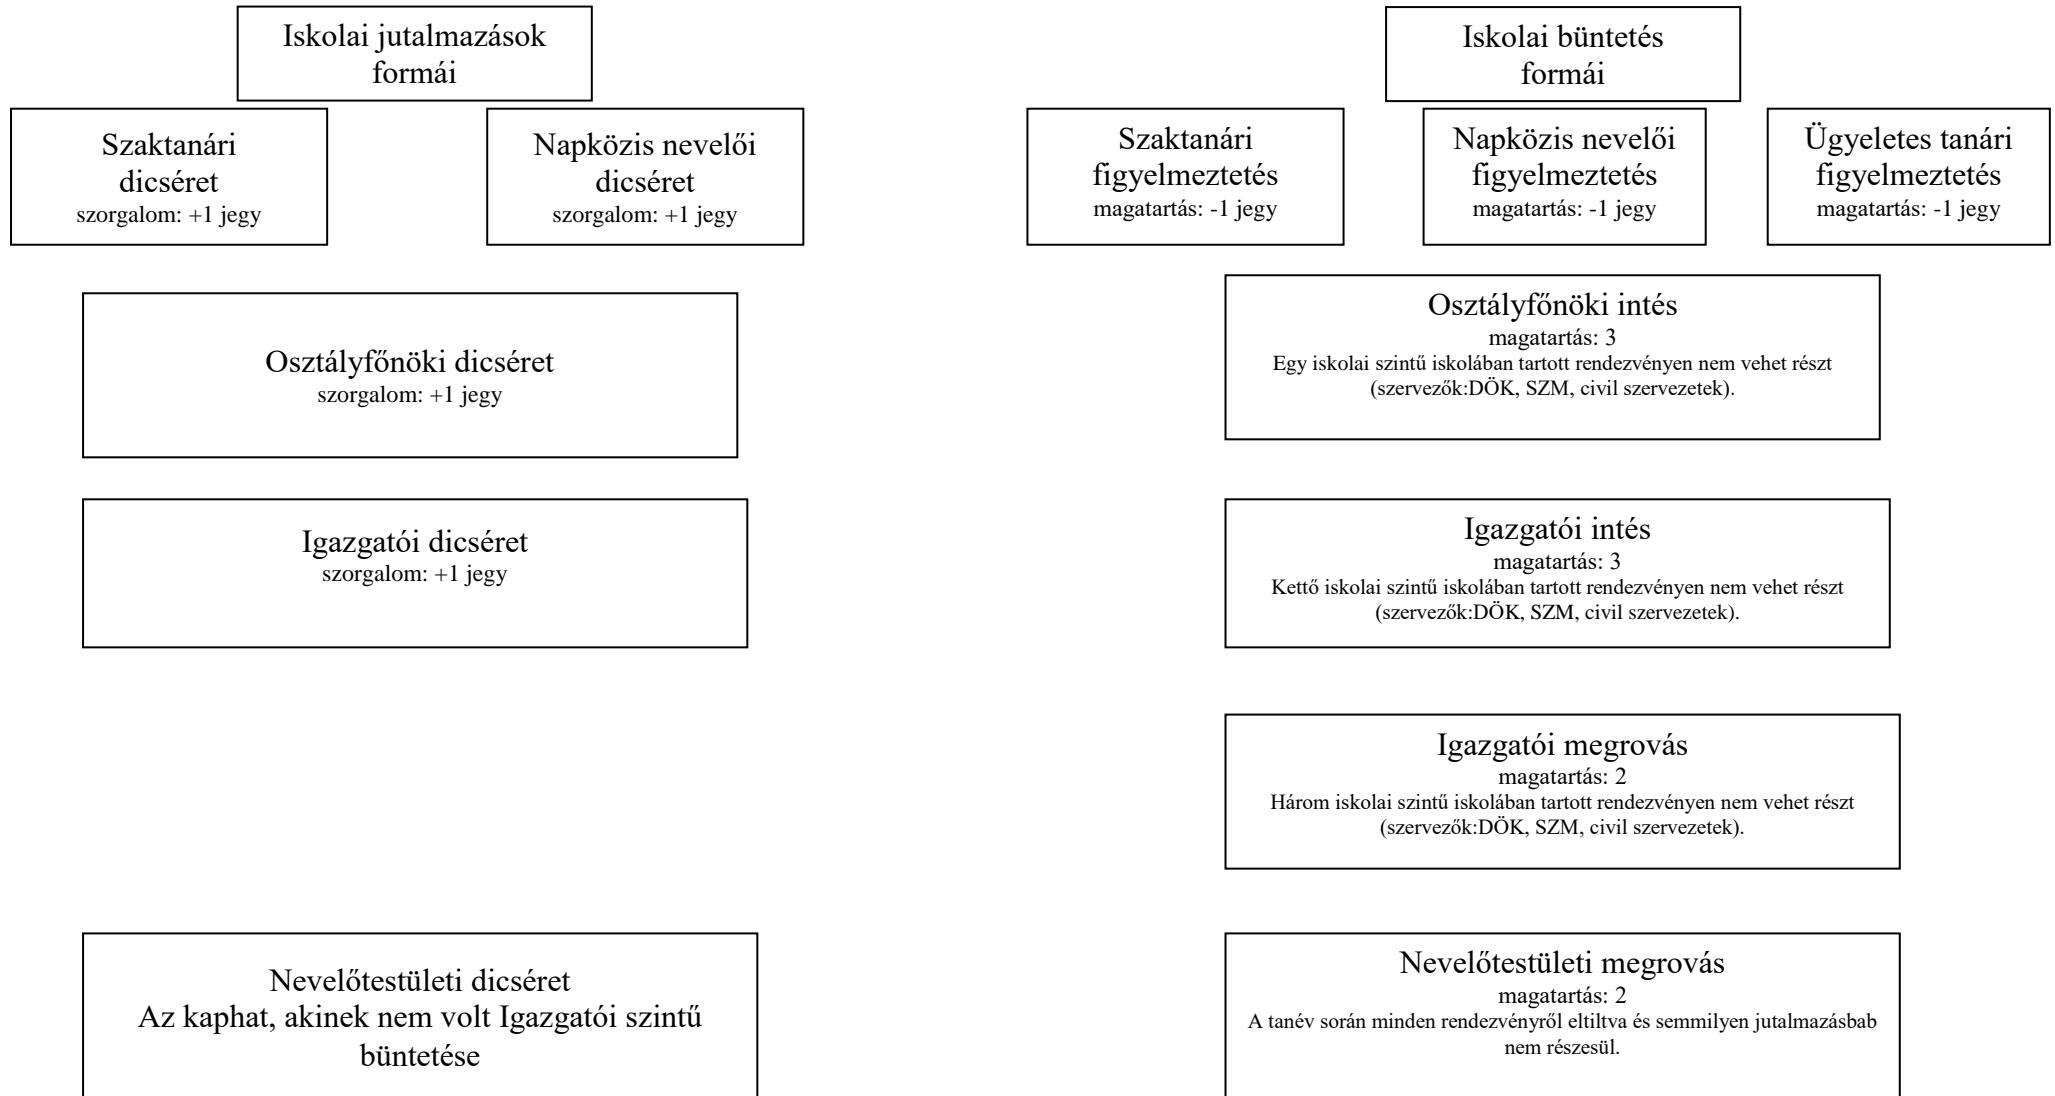 Iskolai jutalmazások
formái
Szaktanári
dicséret
szorgalom: +1 jegy
Napközis nevelői
dicséret
szorgalom: +1 jegy
Osztályfőnöki dicséret
szorgalom: +1 jegy
Igazgatói dicséret
szorgalom: +1 jegy
Nevelőtestületi dicséret
Az kaphat, akinek nem volt Igazgatói szintű
büntetése
Iskolai büntetés
formái
Szaktanári
figyelmeztetés
magatartás: -1 jegy
Napközis nevelői
figyelmeztetés
magatartás: -1 jegy
Ügyeletes tanári
figyelmeztetés
magatartás: -1 jegy
Osztályfőnöki intés
magatartás: 3
Egy iskolai szintű iskolában tartott rendezvényen nem vehet részt
(szervezők:DÖK, SZM, civil szervezetek).
Igazgatói intés
magatartás: 3
Kettő iskolai szintű iskolában tartott rendezvényen nem vehet részt
(szervezők:DÖK, SZM, civil szervezetek).
Igazgatói megrovás
magatartás: 2
Három iskolai szintű iskolában tartott rendezvényen nem vehet részt
(szervezők:DÖK, SZM, civil szervezetek).
Nevelőtestületi megrovás
magatartás: 2
A tanév során minden rendezvényről eltiltva és semmilyen jutalmazásbab
nem részesül.